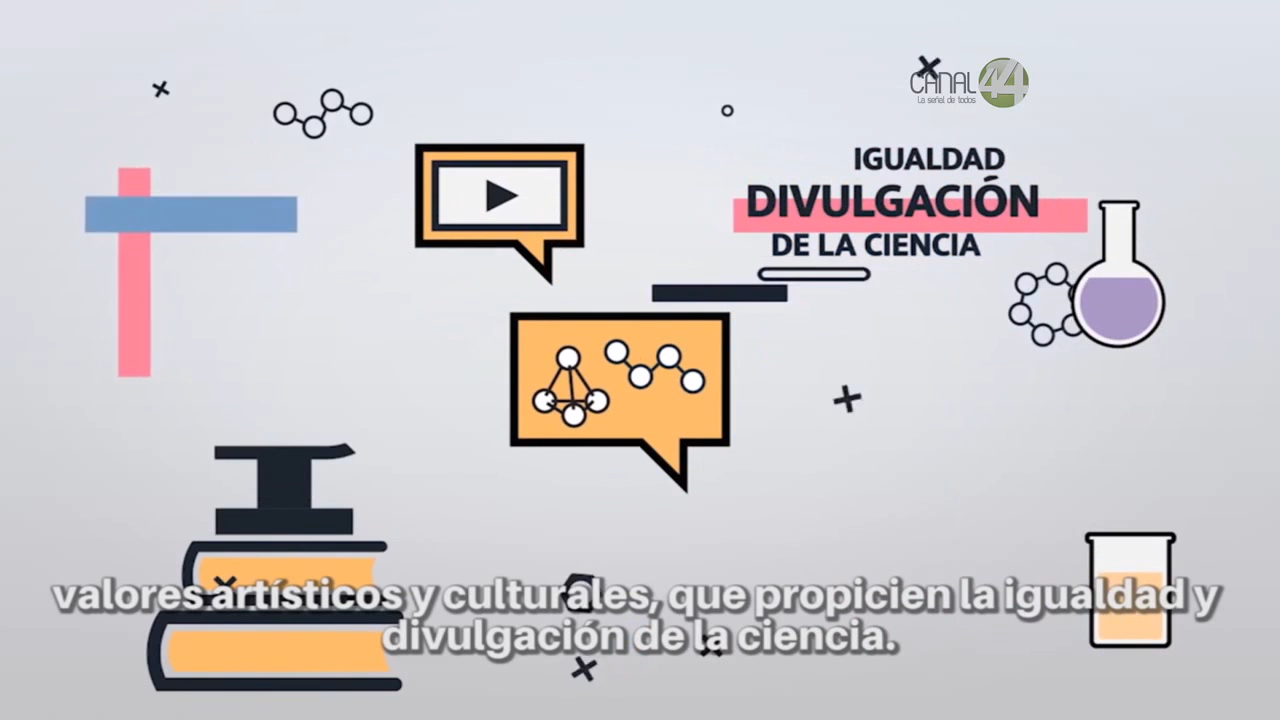 CANAL 44
La señal de todos
IGUALDAD
DIVULGACIÓN
DE LA CIENCIA
valores artísticos y culturales, que propicien la igualdad y
divulgación de la ciencia.